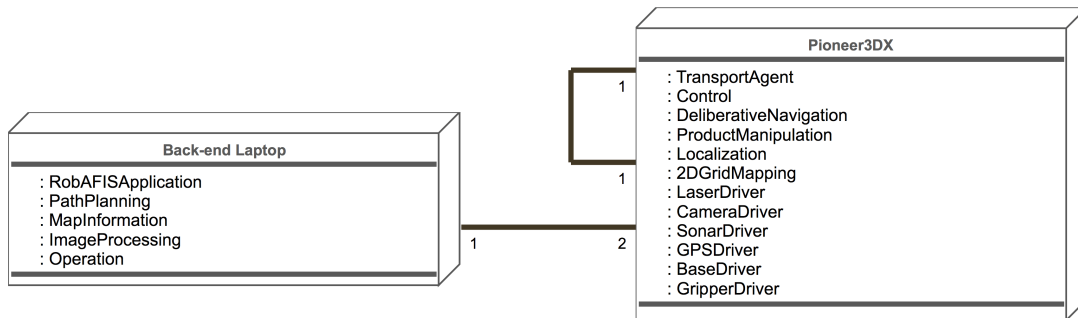 Pioneer3DX
: TransportAgent
: Control
: DeliberativeNavigation
: ProductManipulation
: Localization
: 2DGridMapping
: LaserDriver
: CameraDriver
: SonarDriver
: GPSDriver
: BaseDriver
: GripperDriver
1
1
Back-end Laptop
: RobAFISApplication
: PathPlanning
: MapInformation
: ImageProcessing
: Operation
1
2